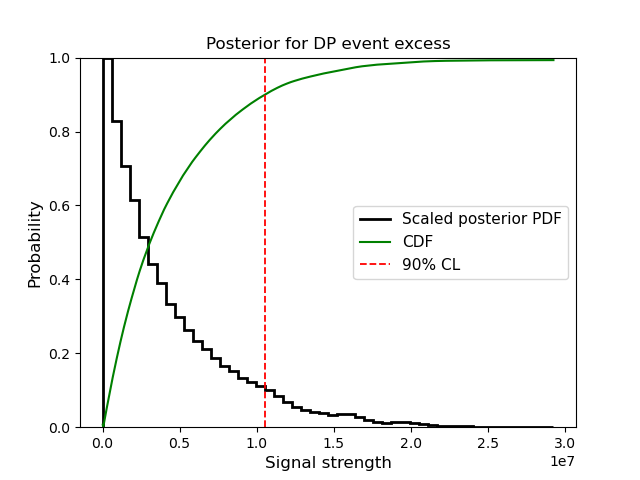 Posterior for DP event excess
Probability
1.0
0.8
0.6
0.4
0.2
0.0
Scaled posterior PDF
CDF
90% CL
0.0 0.5 1.0 1.5 2.0 2.5 3.0
1e7
Signal strength